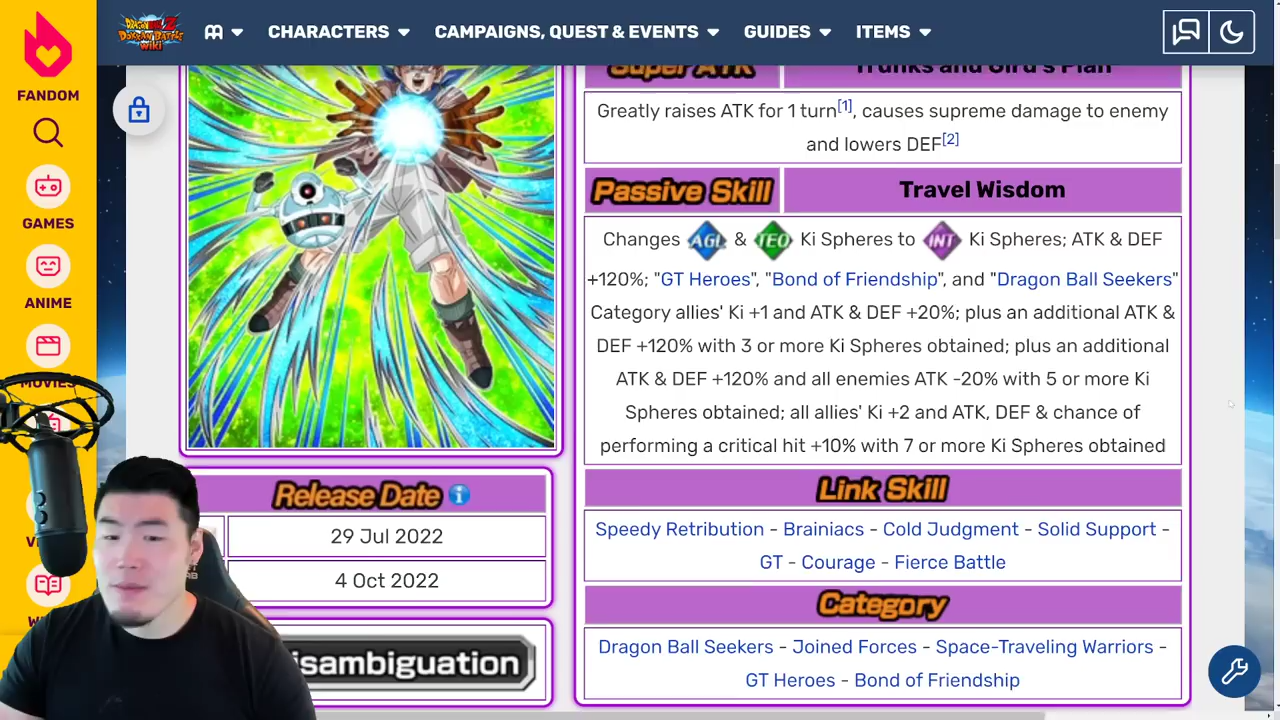 DRAGON BALL Z
DOKKAN BATTLE
WIKI
CHARACTERS
CAMPAIGNS, QUEST & EVENTS
GUIDES
ITEMS
FANDOM
GAMES
ANIME
MOVIES
Super ATK
Trunks and Giru's Plan
Greatly raises ATK for 1 turn[1], causes supreme damage to enemy
and lowers DEF[2]
Passive Skill
Travel Wisdom
Changes AGL & TEQ Ki Spheres to INT Ki Spheres; ATK & DEF
+120%; "GT Heroes", "Bond of Friendship", and "Dragon Ball Seekers"
Category allies' Ki +1 and ATK & DEF +20%; plus an additional ATK &
DEF +120% with 3 or more Ki Spheres obtained; plus an additional
ATK & DEF +120% and all enemies ATK -20% with 5 or more Ki
Spheres obtained; all allies' Ki +2 and ATK, DEF & chance of
performing a critical hit +10% with 7 or more Ki Spheres obtained
Link Skill
Speedy Retribution - Brainiacs - Cold Judgment - Solid Support -
GT - Courage - Fierce Battle
Category
Dragon Ball Seekers - Joined Forces - Space-Traveling Warriors -
GT Heroes - Bond of Friendship
Release Date
29 Jul 2022
4 Oct 2022
isambiguation